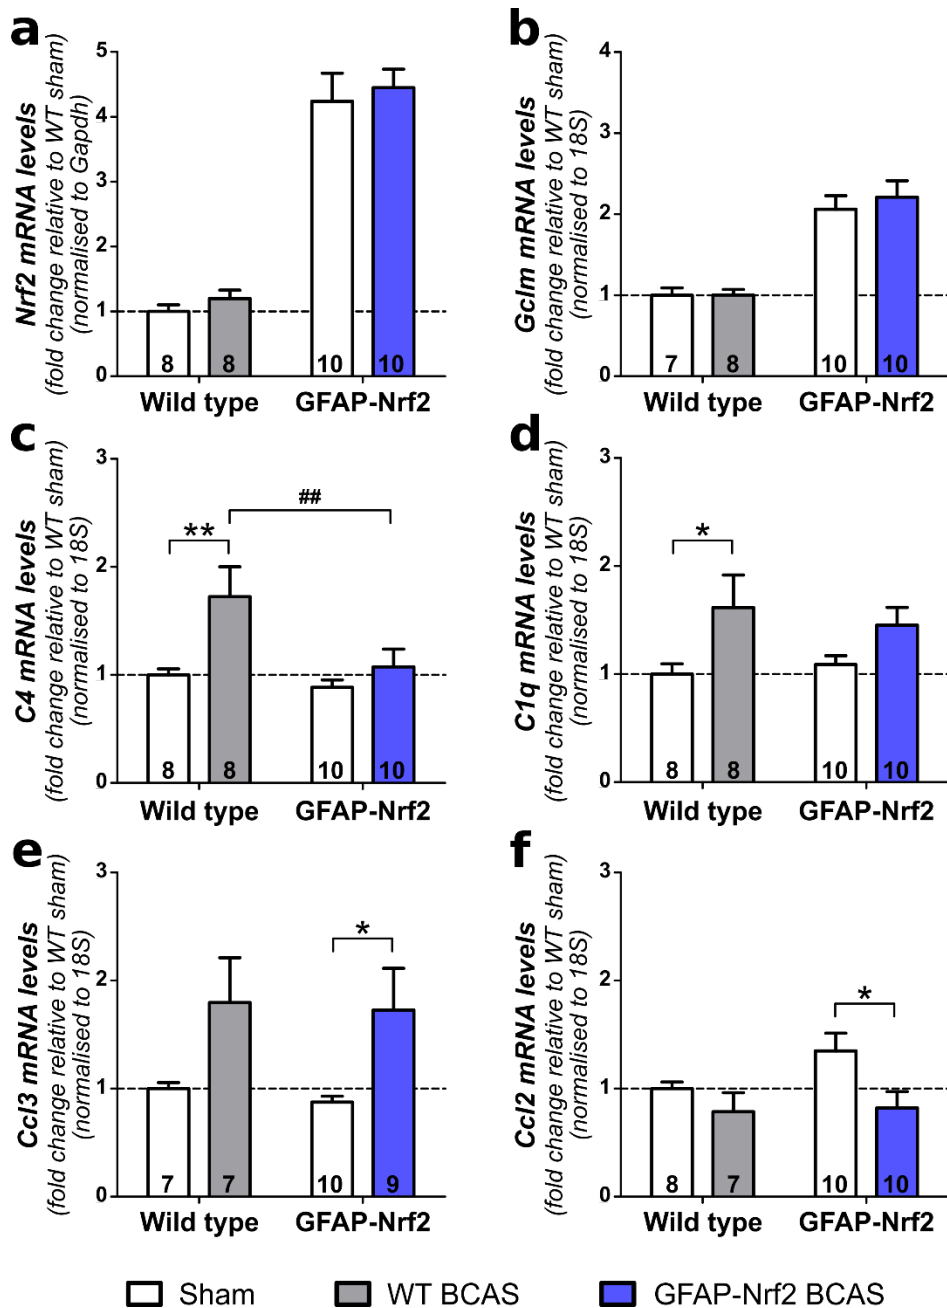 a
Nrf2 mRNA levels
(fold change relative to WT sham)
(normalised to Gapdh)
5
4
3
2
1
0
8
8
10
10
Wild type
GFAP-Nrf2
b
Gclm mRNA levels
(fold change relative to WT sham)
(normalised to 18S)
4
3
2
1
0
7
8
10
10
Wild type
GFAP-Nrf2
c
C4 mRNA levels
(fold change relative to WT sham)
(normalised to 18S)
3
2
1
0
**
##
8
8
10
10
Wild type
GFAP-Nrf2
d
C1q mRNA levels
(fold change relative to WT sham)
(normalised to 18S)
3
2
1
0
*
8
8
10
10
Wild type
GFAP-Nrf2
e
Ccl3 mRNA levels
(fold change relative to WT sham)
(normalised to 18S)
3
2
1
0
*
7
7
10
9
Wild type
GFAP-Nrf2
f
Ccl2 mRNA levels
(fold change relative to WT sham)
(normalised to 18S)
3
2
1
0
*
8
7
10
10
Wild type
GFAP-Nrf2
Sham
WT BCAS
GFAP-Nrf2 BCAS